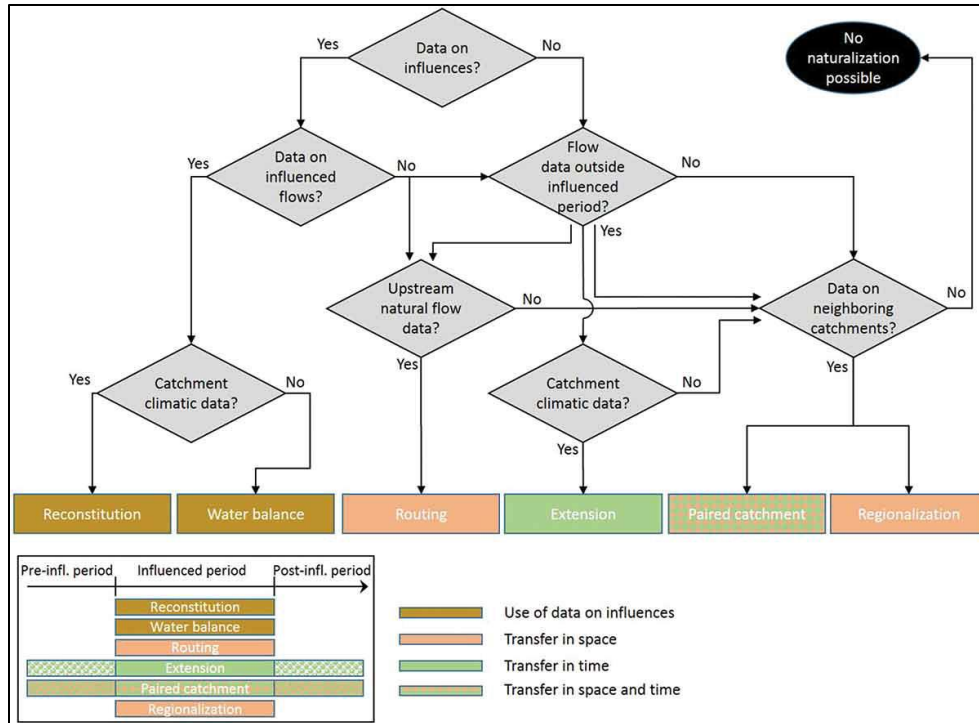 Yes
Data on
influences?
No
No
naturalization
possible
Yes
Data on
influenced
flows?
No
Flow
data outside
influenced
period?
No
Yes
Upstream
natural flow
data?
No
Data on
neighboring
catchments?
No
Yes
Catchment
climatic data?
No
Yes
Catchment
climatic data?
No
Yes
Yes
Reconstitution
Water balance
Routing
Extension
Paired catchment
Regionalization
Pre-infl. period
Influenced period
Post-infl. period
Reconstitution
Water balance
Routing
Extension
Paired catchment
Regionalization
Use of data on influences
Transfer in space
Transfer in time
Transfer in space and time